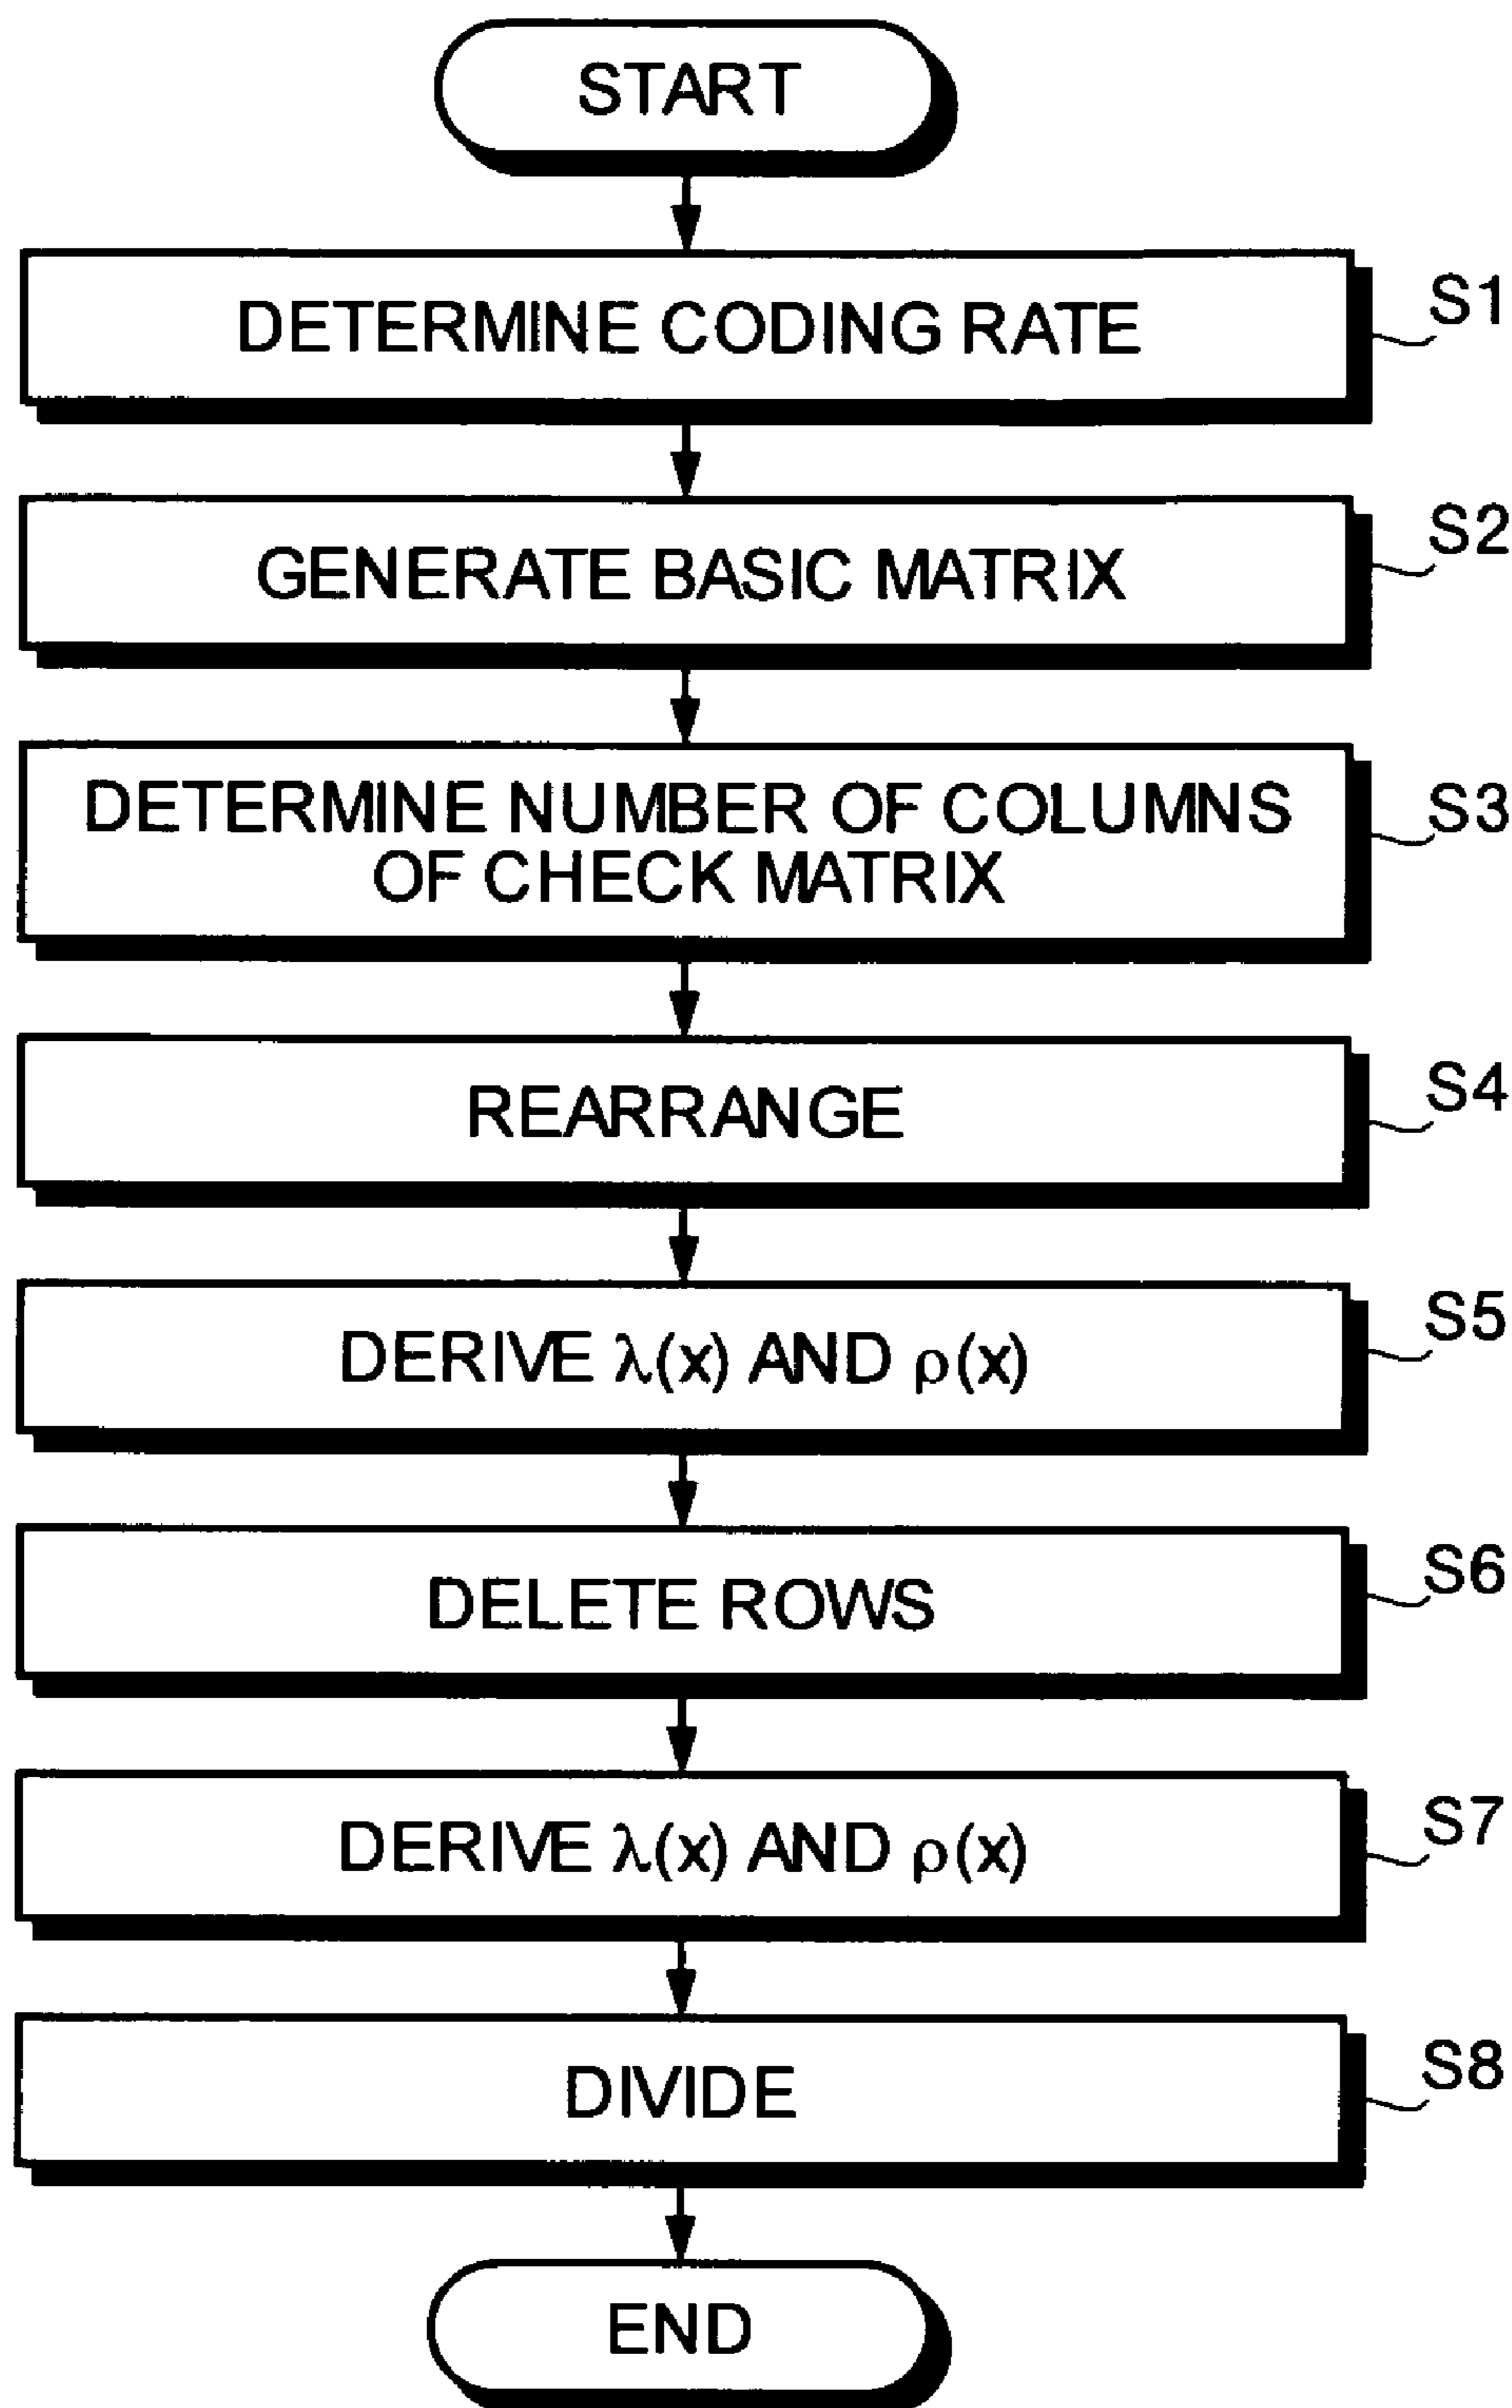 START
DETERMINE CODING RATE
S1
GENERATE BASIC MATRIX
S2
DETERMINE NUMBER OF COLUMNS
OF CHECK MATRIX
S3
REARRANGE
S4
DERIVE λ(x) AND ρ(x)
S5
DELETE ROWS
S6
DERIVE λ(x) AND ρ(x)
S7
DIVIDE
S8
END